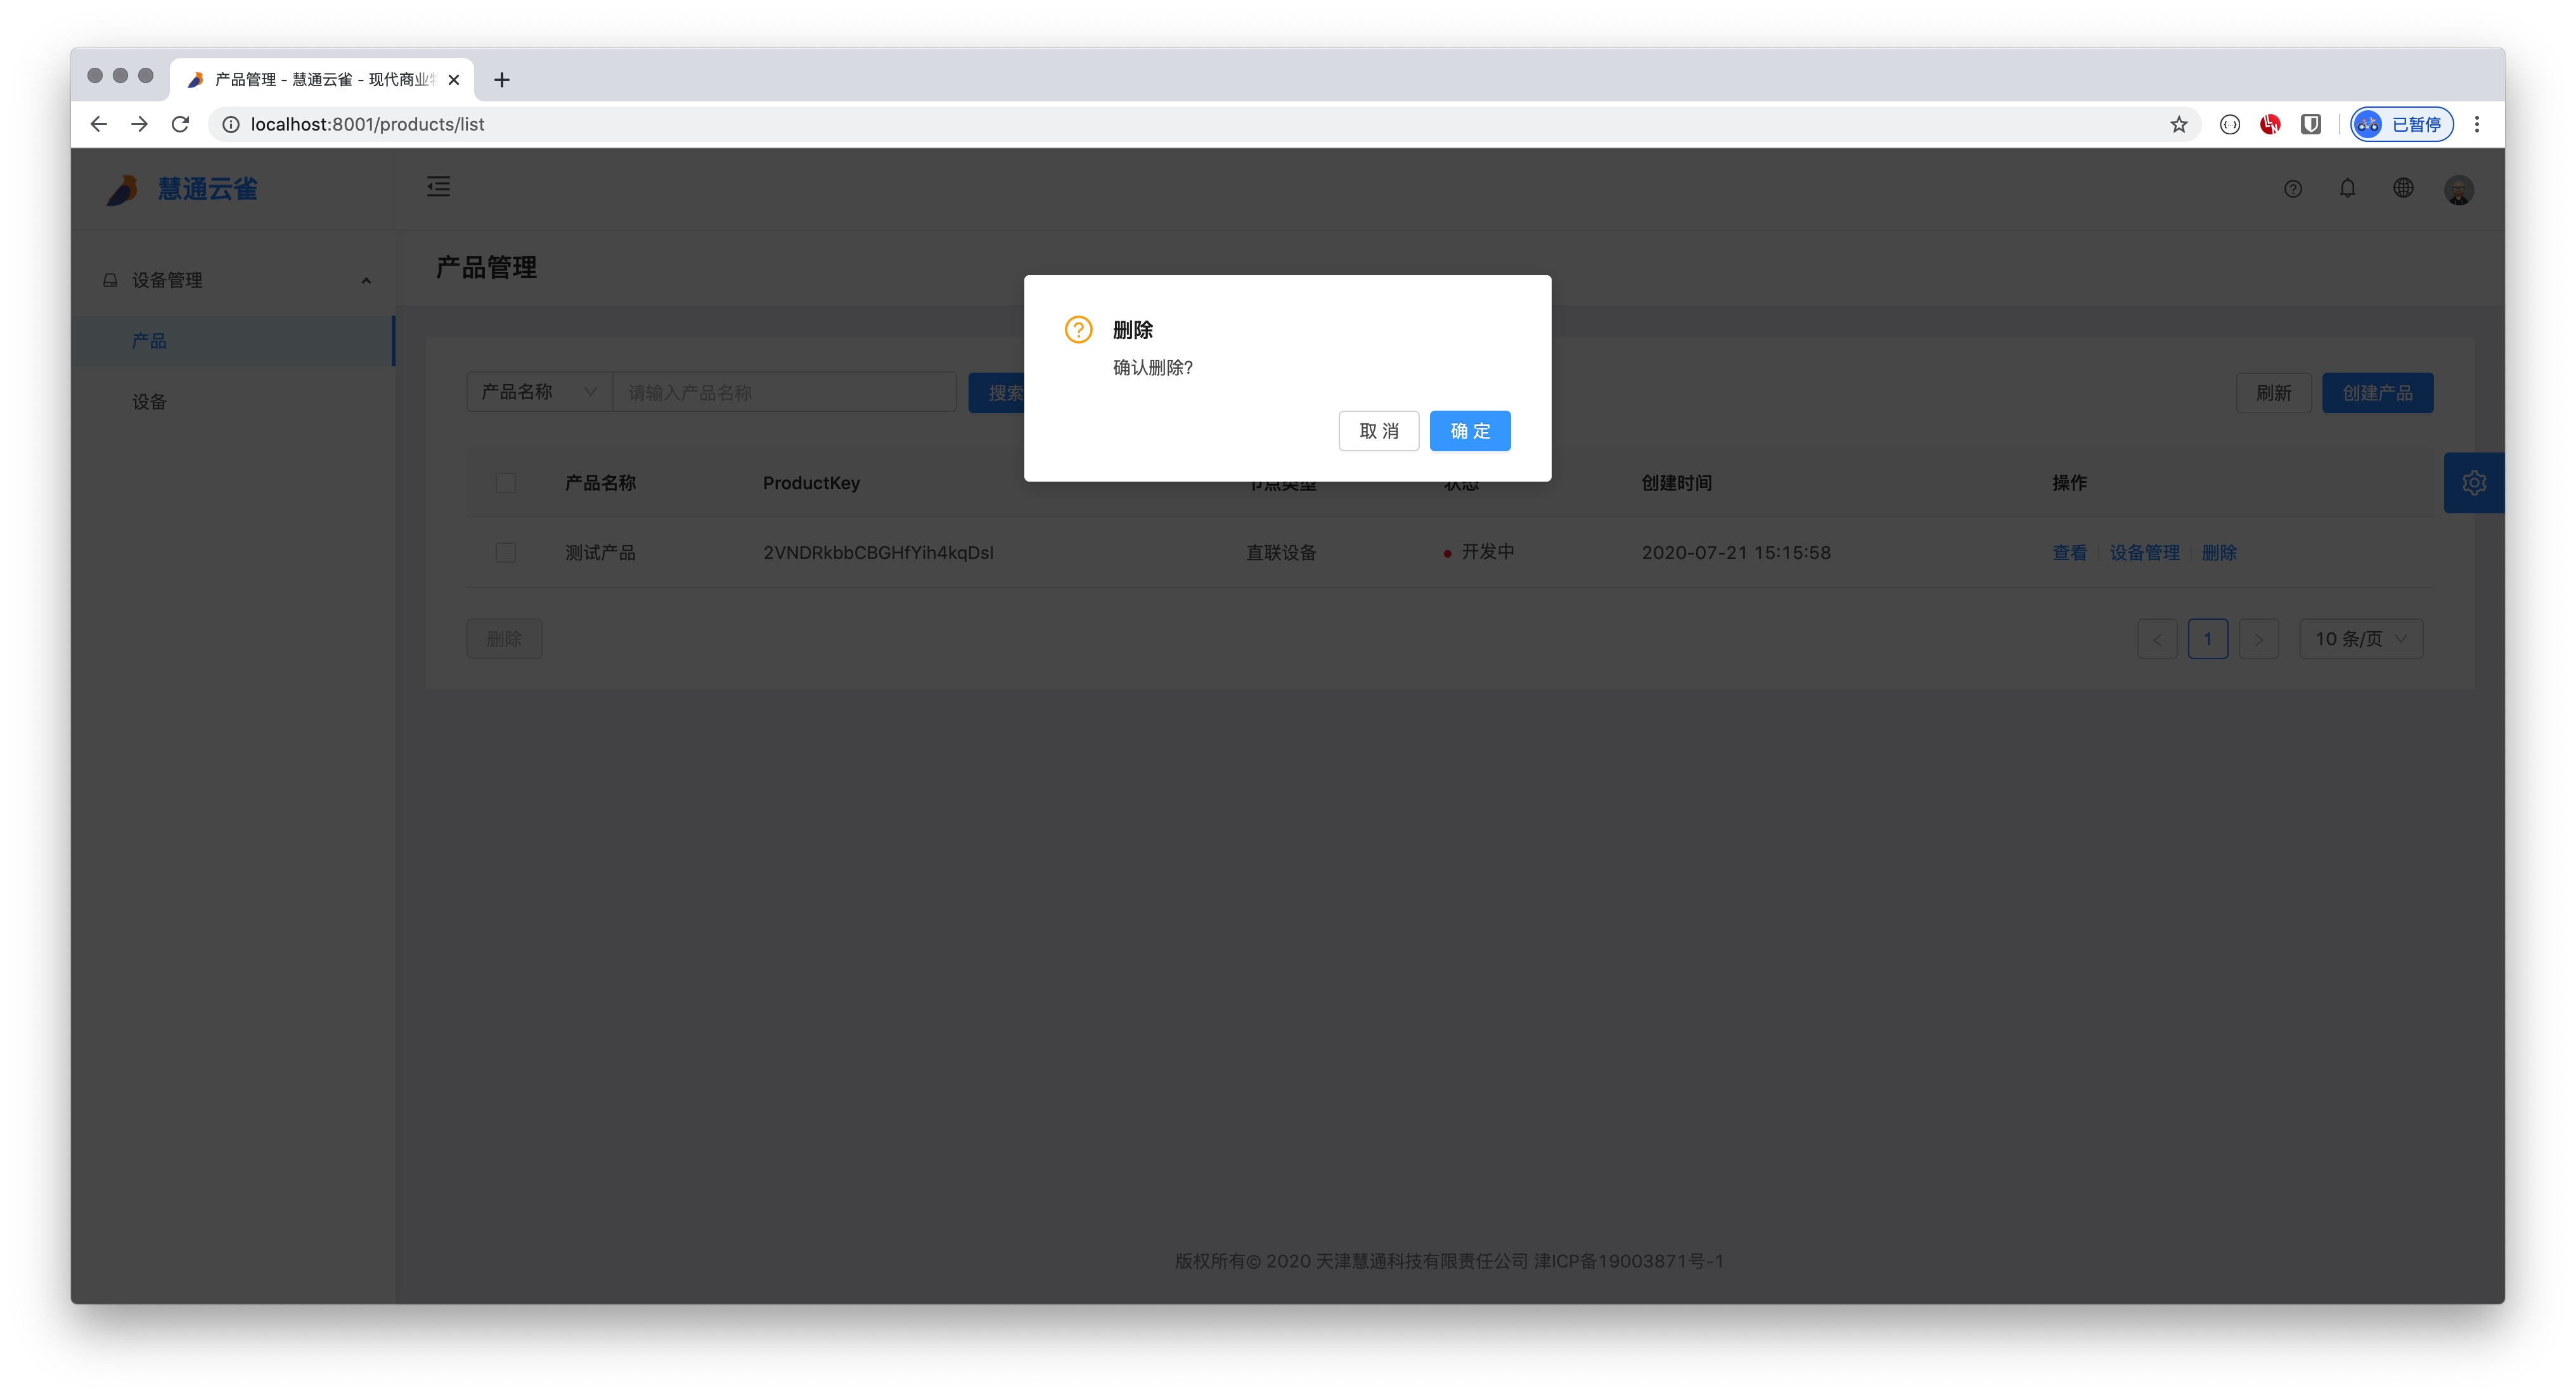 产品管理 - 慧通云雀 - 现代商业
localhost:8001/products/list
已暂停
慧通云雀
设备管理
产品
设备
产品管理
删除
确认删除?
取 消
确 定
产品名称
请输入产品名称
搜索
刷新
创建产品
产品名称 ProductKey 节点类型 状态 创建时间 操作
测试产品 2VNDRkbbCBGHfYih4kqDsI 直联设备 开发中 2020-07-21 15:15:58 查看 设备管理 删除
删除
1
10 条/页
版权所有© 2020 天津慧通科技有限责任公司 津ICP备19003871号-1